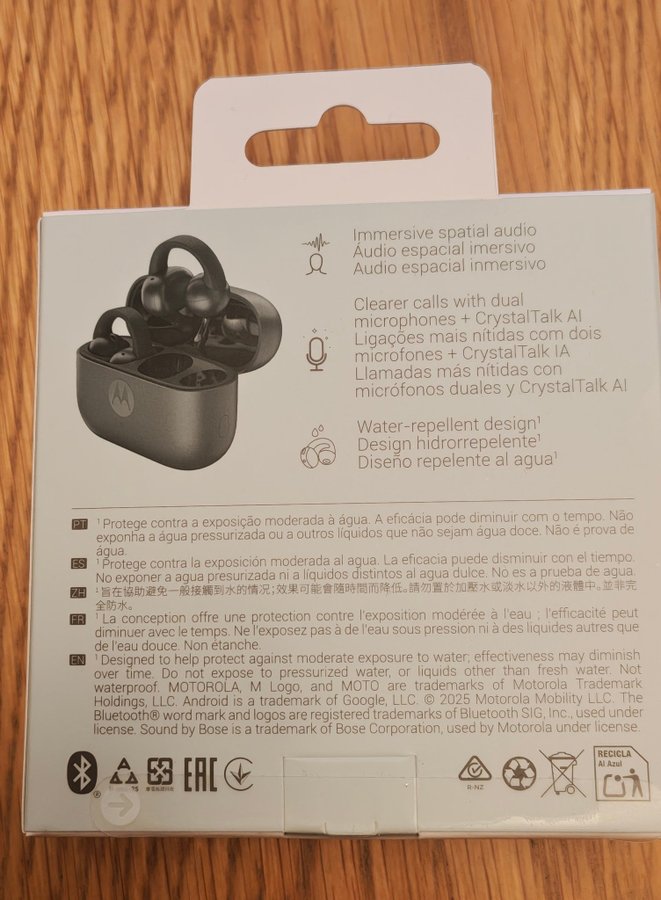 Immersive spatial audio
Áudio espacial imersivo
Audio espacial inmersivo
Clearer calls with dual
microphones + CrystalTalk AI
Ligações mais nítidas com dois
microfones + CrystalTalk IA
Llamadas más nítidas con
micrófonos duales y CrystalTalk AI
Water-repellent design¹
Design hidrorrepelente¹
Diseño repelente al agua¹
PT ¹ Protege contra a exposição moderada à água. A eficácia pode diminuir com o tempo. Não
exponha a água pressurizada ou a outros líquidos que não sejam água doce. Não é prova de
água.
ES ¹ Protege contra la exposición moderada al agua. La eficacia puede disminuir con el tiempo.
No exponer a agua presurizada ni a líquidos distintos al agua dulce. No es a prueba de agua.
ZH ¹ 旨在協助避免一般接觸到水的情況；效果可能會隨時間而降低。請勿置於加壓水或淡水以外的液體中。並非完
全防水。
FR ¹ La conception offre une protection contre l'exposition modérée à l'eau ; l'efficacité peut
diminuer avec le temps. Ne l'exposez pas à de l'eau sous pression ni à des liquides autres que
de l'eau douce. Non étanche.
EN ¹ Designed to help protect against moderate exposure to water; effectiveness may diminish
over time. Do not expose to pressurized water, or liquids other than fresh water. Not
waterproof. MOTOROLA, M Logo, and MOTO are trademarks of Motorola Trademark
Holdings, LLC. Android is a trademark of Google, LLC. © 2025 Motorola Mobility LLC. The
Bluetooth® word mark and logos are registered trademarks of Bluetooth SIG, Inc., used under
license. Sound by Bose is a trademark of Bose Corporation, used by Motorola under license.
EAC
R-NZ
RECICLA
Al Azul